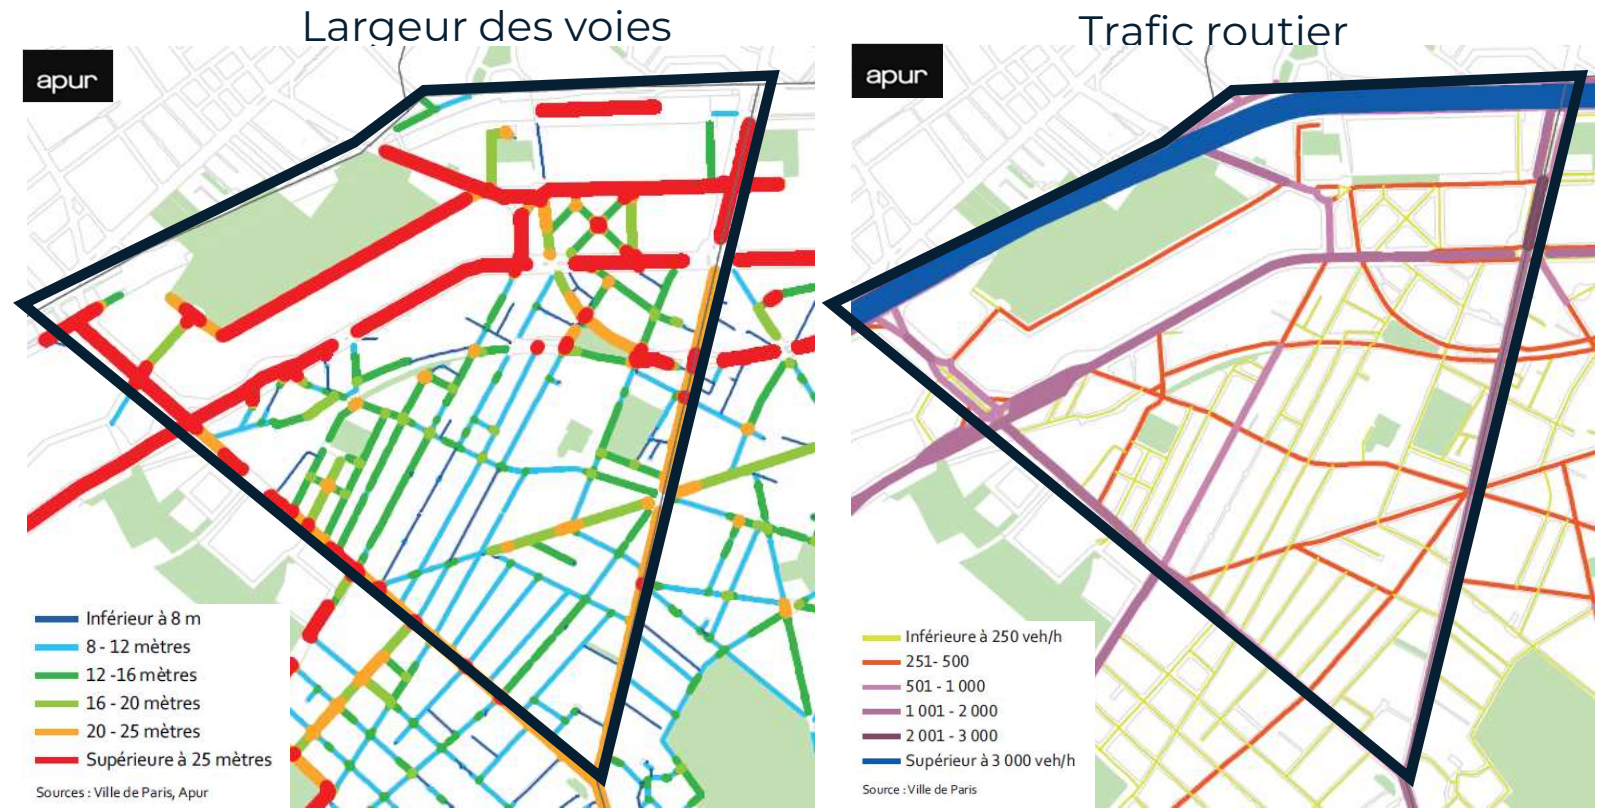 Largeur des voies
apur
Inférieur à 8 m
8 - 12 mètres
12 -16 mètres
16 - 20 mètres
20 - 25 mètres
Supérieure à 25 mètres
Sources : Ville de Paris, Apur
Trafic routier
apur
Inférieure à 250 veh/h
251- 500
501 - 1 000
1 001 - 2 000
2 001 - 3 000
Supérieur à 3 000 veh/h
Source : Ville de Paris